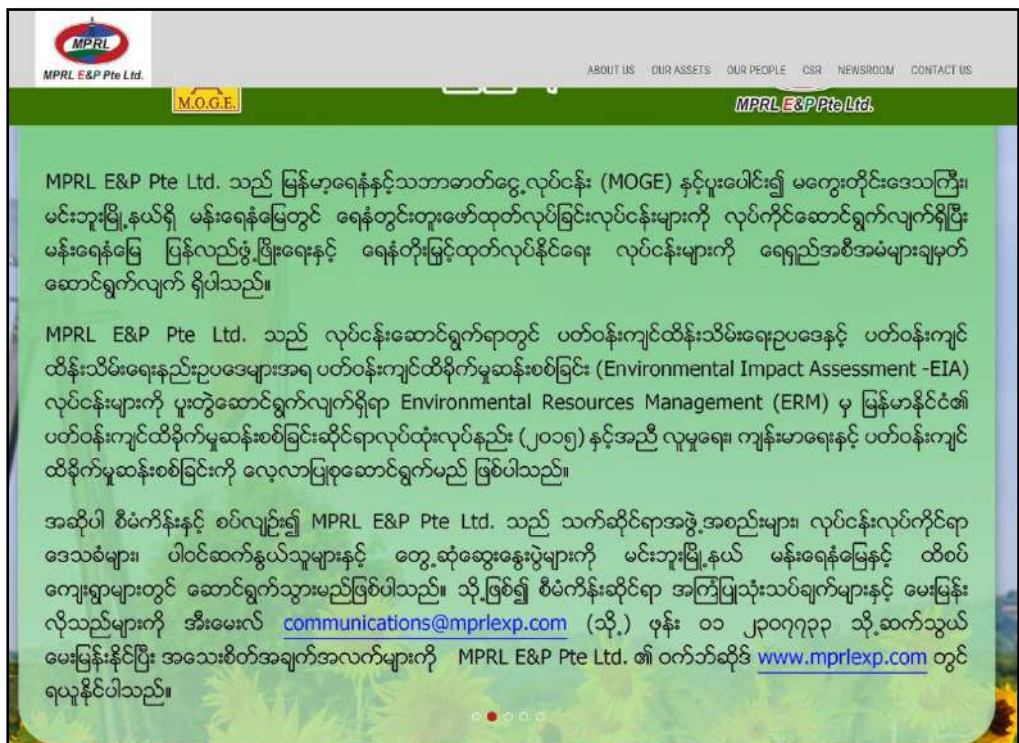 MPRL
MPRL E&P Pte Ltd.
ABOUT US OUR ASSETS OUR PEOPLE CSR NEWSROOM CONTACT US
M.O.G.E.
MPRL E&P Pte Ltd.
MPRL E&P Pte Ltd. သည် မြန်မာ့ရေနံနှင့်သဘာဓာတ်ငွေ့လုပ်ငန်း (MOGE) နှင့်ပူးပေါင်း၍ မကွေးတိုင်းဒေသကြီး၊
မင်းဘူးမြို့နယ်ရှိ မန်းရေနံမြေတွင် ရေနံတွင်းတူးဖော်ထုတ်လုပ်ခြင်းလုပ်ငန်းများကို လုပ်ကိုင်ဆောင်ရွက်လျက်ရှိပြီး
မန်းရေနံမြေ ပြန်လည်ဖွံ့ဖြိုးရေးနှင့် ရေနံတိုးမြှင့်ထုတ်လုပ်နိုင်ရေး လုပ်ငန်းများကို ရေရှည်အစီအမံများချမှတ်
ဆောင်ရွက်လျက် ရှိပါသည်။
MPRL E&P Pte Ltd. သည် လုပ်ငန်းဆောင်ရွက်ရာတွင် ပတ်ဝန်းကျင်ထိန်းသိမ်းရေးဥပဒေနှင့် ပတ်ဝန်းကျင်
ထိန်းသိမ်းရေးနည်းဥပဒေများအရ ပတ်ဝန်းကျင်ထိခိုက်မှုဆန်းစစ်ခြင်း (Environmental Impact Assessment -EIA)
လုပ်ငန်းများကို ပူးတွဲဆောင်ရွက်လျက်ရှိရာ Environmental Resources Management (ERM) မှ မြန်မာနိုင်ငံ၏
ပတ်ဝန်းကျင်ထိခိုက်မှုဆန်းစစ်ခြင်းဆိုင်ရာလုပ်ထုံးလုပ်နည်း (၂၀၁၅) နှင့်အညီ လူမှုရေး၊ ကျန်းမာရေးနှင့် ပတ်ဝန်းကျင်
ထိခိုက်မှုဆန်းစစ်ခြင်းကို လေ့လာပြုစုဆောင်ရွက်မည် ဖြစ်ပါသည်။
အဆိုပါ စီမံကိန်းနှင့် စပ်လျဉ်း၍ MPRL E&P Pte Ltd. သည် သက်ဆိုင်ရာအဖွဲ့အစည်းများ၊ လုပ်ငန်းလုပ်ကိုင်ရာ
ဒေသခံများ၊ ပါဝင်ဆက်နွယ်သူများနှင့် တွေ့ဆုံဆွေးနွေးပွဲများကို မင်းဘူးမြို့နယ် မန်းရေနံမြေနှင့် ထိစပ်
ကျေးရွာများတွင် ဆောင်ရွက်သွားမည်ဖြစ်ပါသည်။ သို့ဖြစ်၍ စီမံကိန်းဆိုင်ရာ အကြံပြုသုံးသပ်ချက်များနှင့် မေးမြန်း
လိုသည်များကို အီးမေးလ် communications@mprlexp.com (သို့) ဖုန်း ၀၁ ၂၃၀၇၇၃၃ သို့ဆက်သွယ်
မေးမြန်းနိုင်ပြီး အသေးစိတ်အချက်အလက်များကို MPRL E&P Pte Ltd. ၏ ဝက်ဘ်ဆိုဒ် www.mprlexp.com တွင်
ရယူနိုင်ပါသည်။